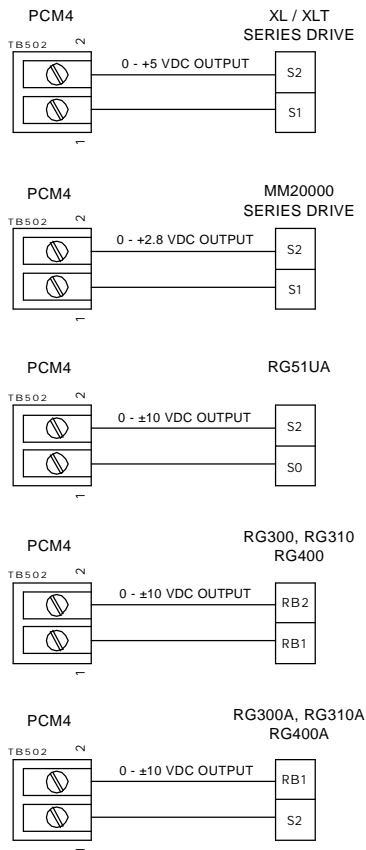 PCM4
XL / XLT
SERIES DRIVE
TB502
2
0 - +5 VDC OUTPUT
S2
S1
1
PCM4
MM20000
SERIES DRIVE
TB502
2
0 - +2.8 VDC OUTPUT
S2
S1
1
PCM4
RG51UA
TB502
2
0 - ±10 VDC OUTPUT
S2
S0
1
PCM4
RG300, RG310
RG400
TB502
2
0 - ±10 VDC OUTPUT
RB2
RB1
1
PCM4
RG300A, RG310A
RG400A
TB502
2
0 - ±10 VDC OUTPUT
RB1
S2
1